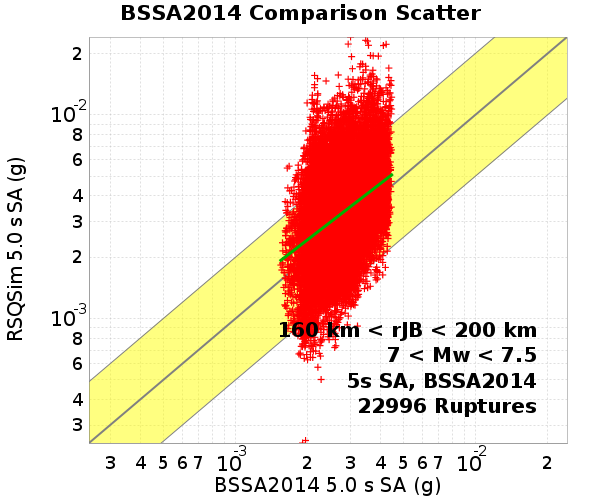 BSSA2014 Comparison Scatter
RSQSim 5.0 s SA (g)
2
10-2
8
6
4
3
2
10-3
8
6
4
3
160 km < rJB < 200 km
7 < Mw < 7.5
5s SA, BSSA2014
22996 Ruptures
3 4 5 6 7 10-3 2 3 4 5 6 7 10-2 2
BSSA2014 5.0 s SA (g)